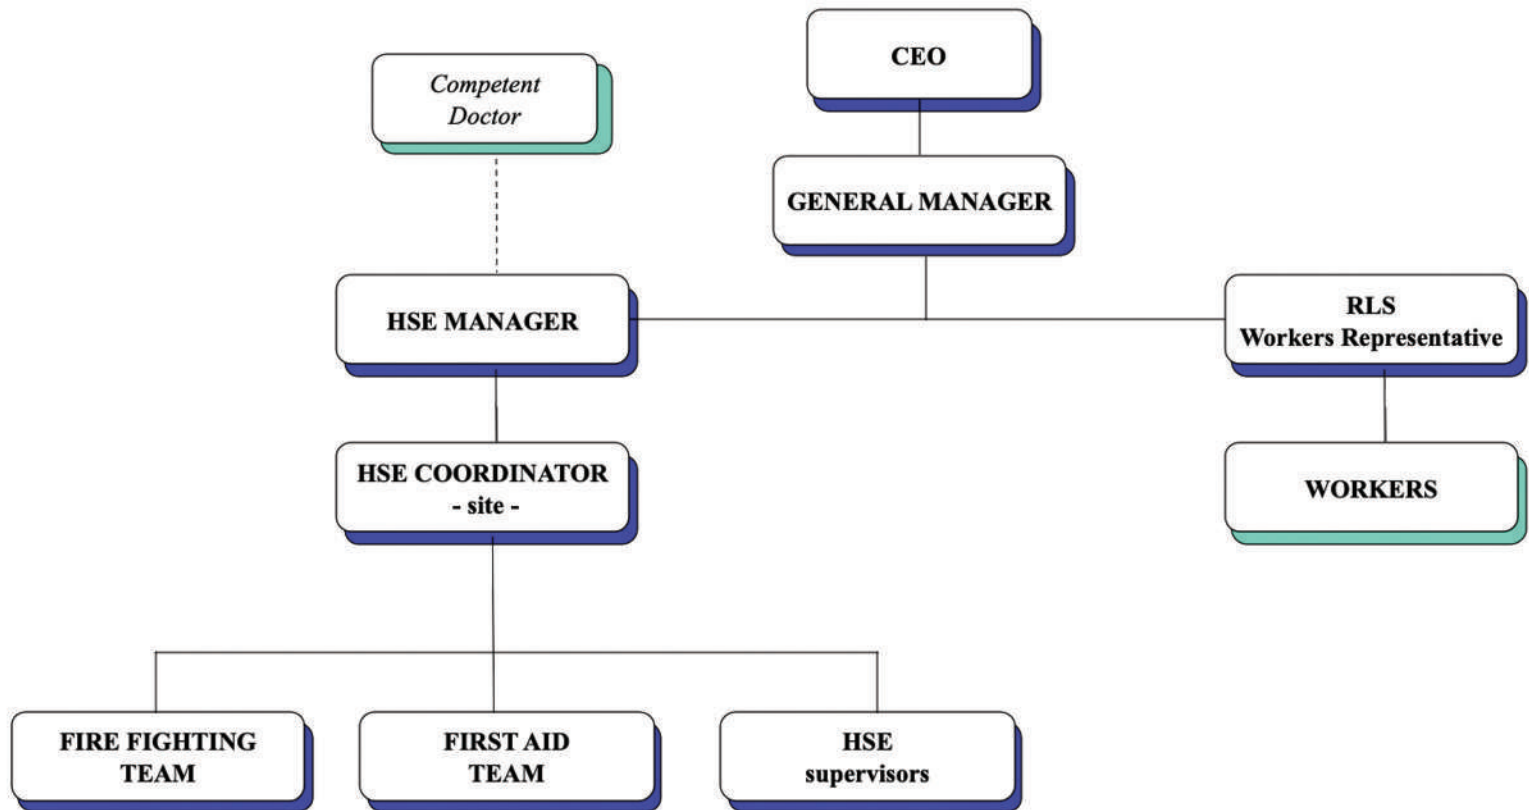 CEO
Competent
Doctor
GENERAL MANAGER
HSE MANAGER
RLS
Workers Representative
HSE COORDINATOR
- site -
WORKERS
FIRE FIGHTING
TEAM
FIRST AID
TEAM
HSE
supervisors